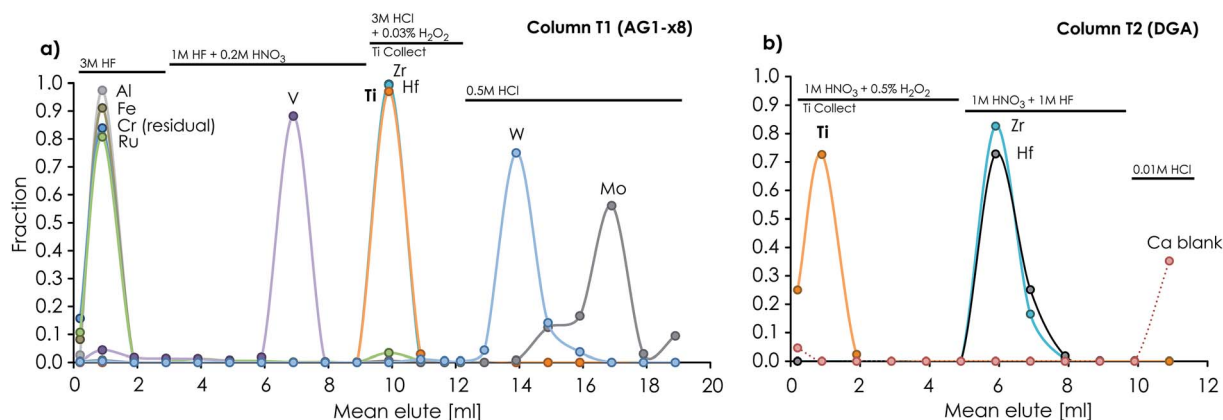 a)
3M HF
1M HF + 0.2M HNO₃
3M HCl
+ 0.03% H₂O₂
Ti Collect
0.5M HCl
Column T1 (AG1-x8)
Al
Fe
Cr (residual)
Ru
V
Ti
Zr
Hf
W
Mo
Fraction
1.0
0.9
0.8
0.7
0.6
0.5
0.4
0.3
0.2
0.1
0.0
0 2 4 6 8 10 12 14 16 18 20
Mean elute [ml]
b)
Column T2 (DGA)
1M HNO₃ + 0.5% H₂O₂
Ti Collect
1M HNO₃ + 1M HF
0.01M HCl
Ti
Zr
Hf
Ca blank
1.0
0.9
0.8
0.7
0.6
0.5
0.4
0.3
0.2
0.1
0.0
0 2 4 6 8 10 12
Mean elute [ml]